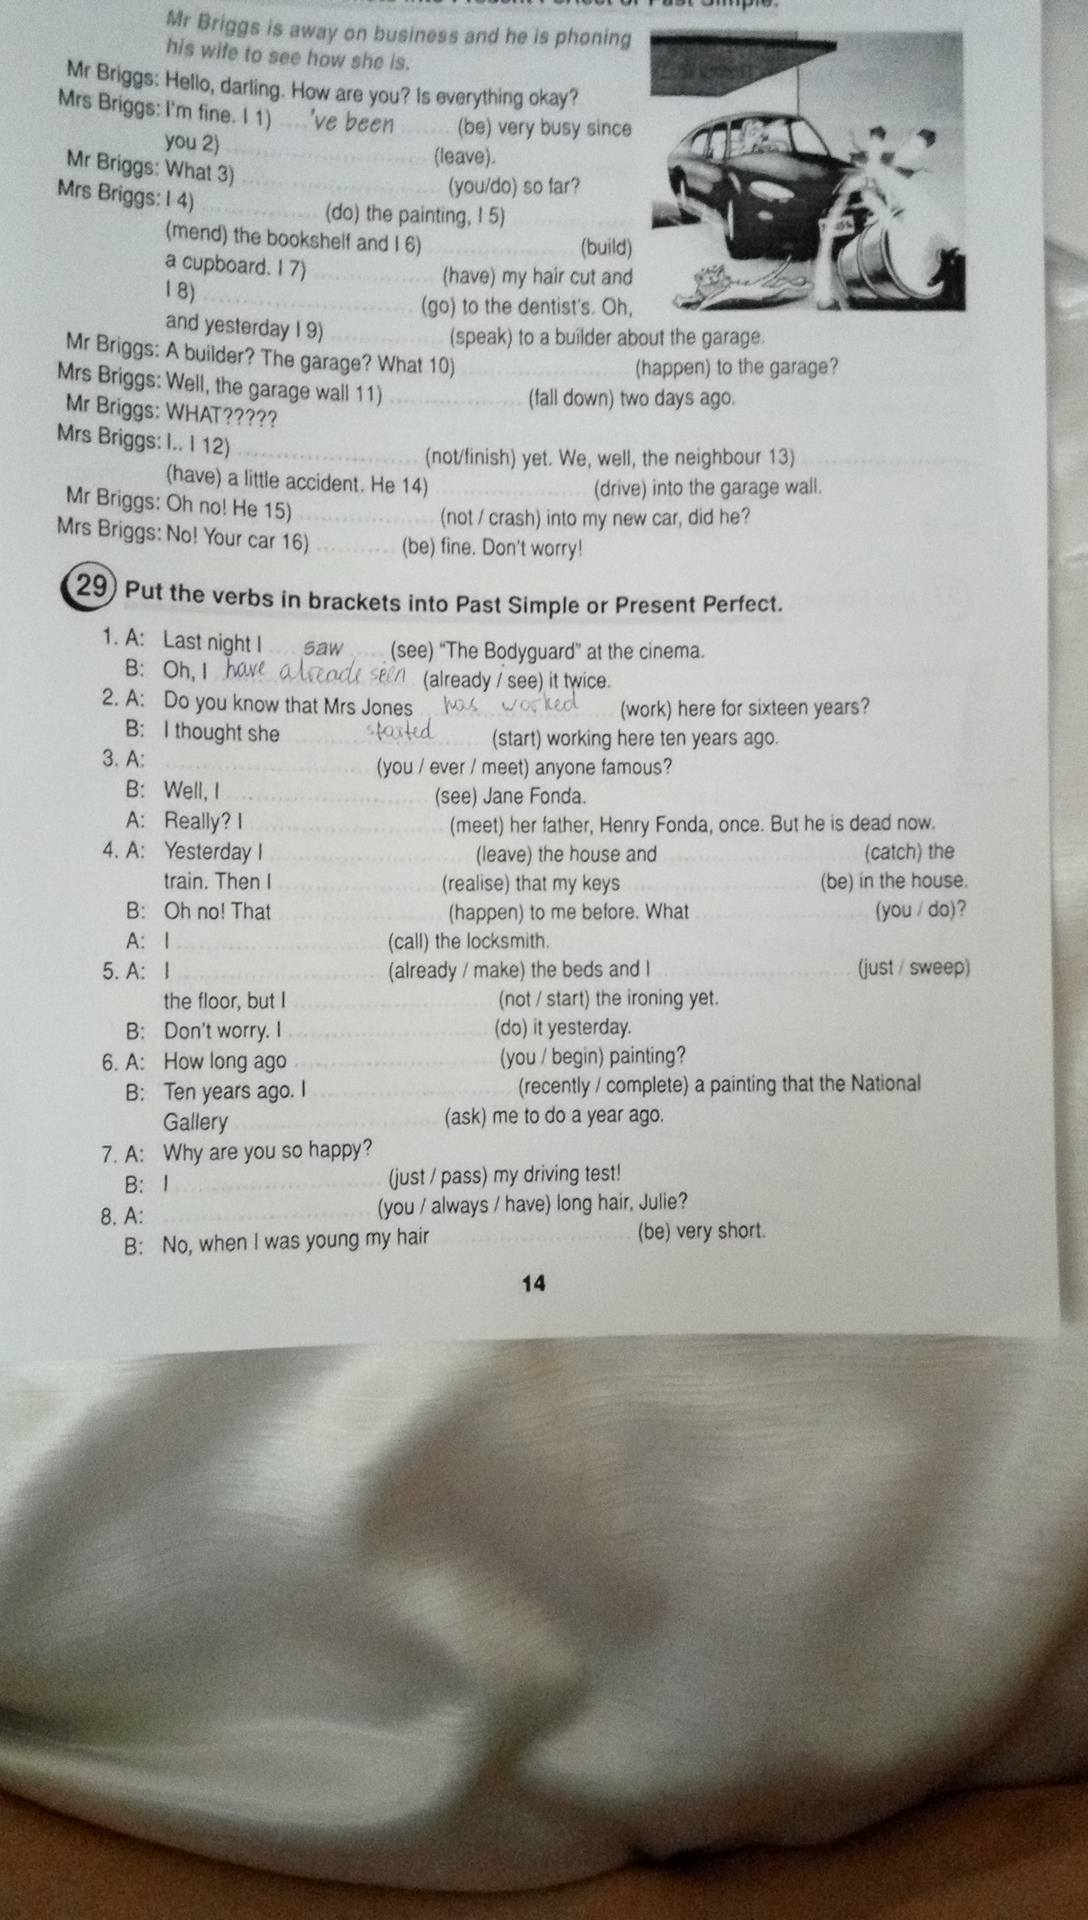 Past Simple.
Mr Briggs is away on business and he is phoning
his wife to see how she is.
Mr Briggs: Hello, darling. How are you? Is everything okay?
Mrs Briggs: I'm fine. I 1) 've been (be) very busy since
you 2) (leave).
Mr Briggs: What 3) (you/do) so far?
Mrs Briggs: I 4) (do) the painting, I 5)
(mend) the bookshelf and I 6) (build)
a cupboard. I 7) (have) my hair cut and
I 8) (go) to the dentist's. Oh,
and yesterday I 9) (speak) to a builder about the garage.
Mr Briggs: A builder? The garage? What 10) (happen) to the garage?
Mrs Briggs: Well, the garage wall 11) (fall down) two days ago.
Mr Briggs: WHAT?????
Mrs Briggs: I.. I 12) (not/finish) yet. We, well, the neighbour 13)
(have) a little accident. He 14) (drive) into the garage wall.
Mr Briggs: Oh no! He 15) (not / crash) into my new car, did he?
Mrs Briggs: No! Your car 16) (be) fine. Don't worry!
29 Put the verbs in brackets into Past Simple or Present Perfect.
1. A: Last night I saw (see) "The Bodyguard" at the cinema.
B: Oh, I have alreade seen (already / see) it twice.
2. A: Do you know that Mrs Jones has worked (work) here for sixteen years?
B: I thought she started (start) working here ten years ago.
3. A: (you / ever / meet) anyone famous?
B: Well, I (see) Jane Fonda.
A: Really? I (meet) her father, Henry Fonda, once. But he is dead now.
4. A: Yesterday I (leave) the house and (catch) the
train. Then I (realise) that my keys (be) in the house.
B: Oh no! That (happen) to me before. What (you / do)?
A: I (call) the locksmith.
5. A: I (already / make) the beds and I (just / sweep)
the floor, but I (not / start) the ironing yet.
B: Don't worry. I (do) it yesterday.
6. A: How long ago (you / begin) painting?
B: Ten years ago. I (recently / complete) a painting that the National
Gallery (ask) me to do a year ago.
7. A: Why are you so happy?
B: I (just / pass) my driving test!
8. A: (you / always / have) long hair, Julie?
B: No, when I was young my hair (be) very short.
14